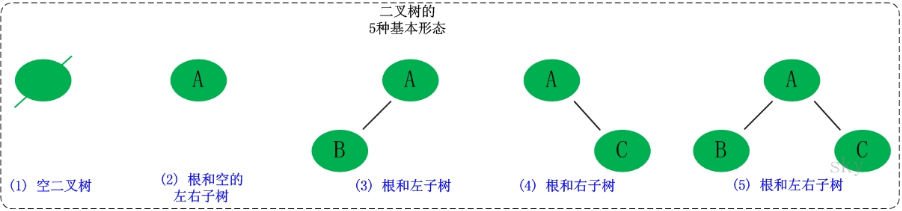 二叉树的
5种基本形态
A
A
A
A
B
C
B
C
sky
(1) 空二叉树
(2) 根和空的
左右子树
(3) 根和左子树
(4) 根和右子树
(5) 根和左右子树